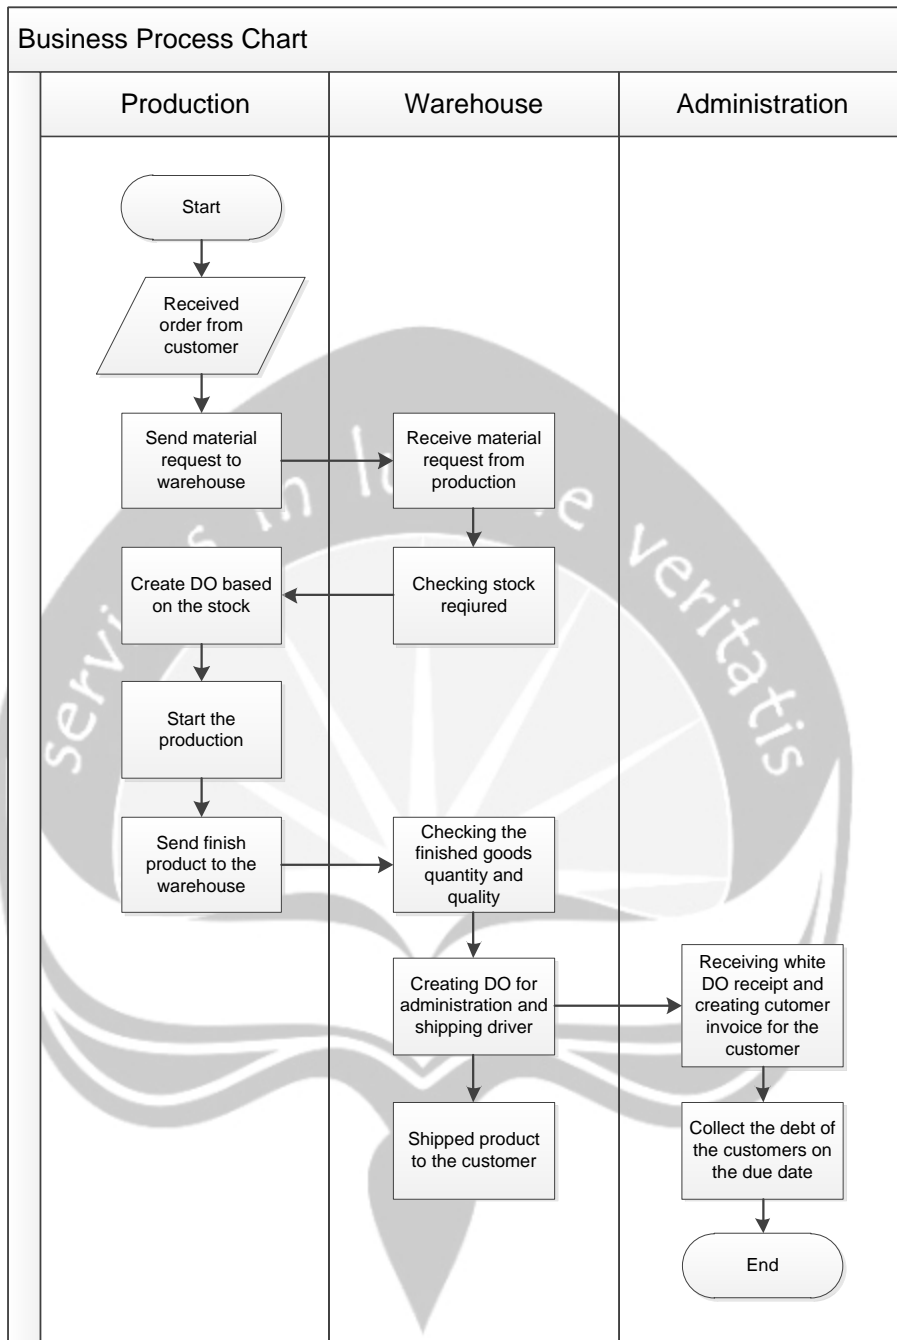 Business Process Chart
Production
Warehouse
Administration
Start
Received
order from
customer
Send material
request to
warehouse
Receive material
request from
production
Create DO based
on the stock
Checking stock
reqiured
Start the
production
Send finish
product to the
warehouse
Checking the
finished goods
quantity and
quality
Creating DO for
administration and
shipping driver
Receiving white
DO receipt and
creating cutomer
invoice for the
customer
Shipped product
to the customer
Collect the debt of
the customers on
the due date
End
in
veritatis